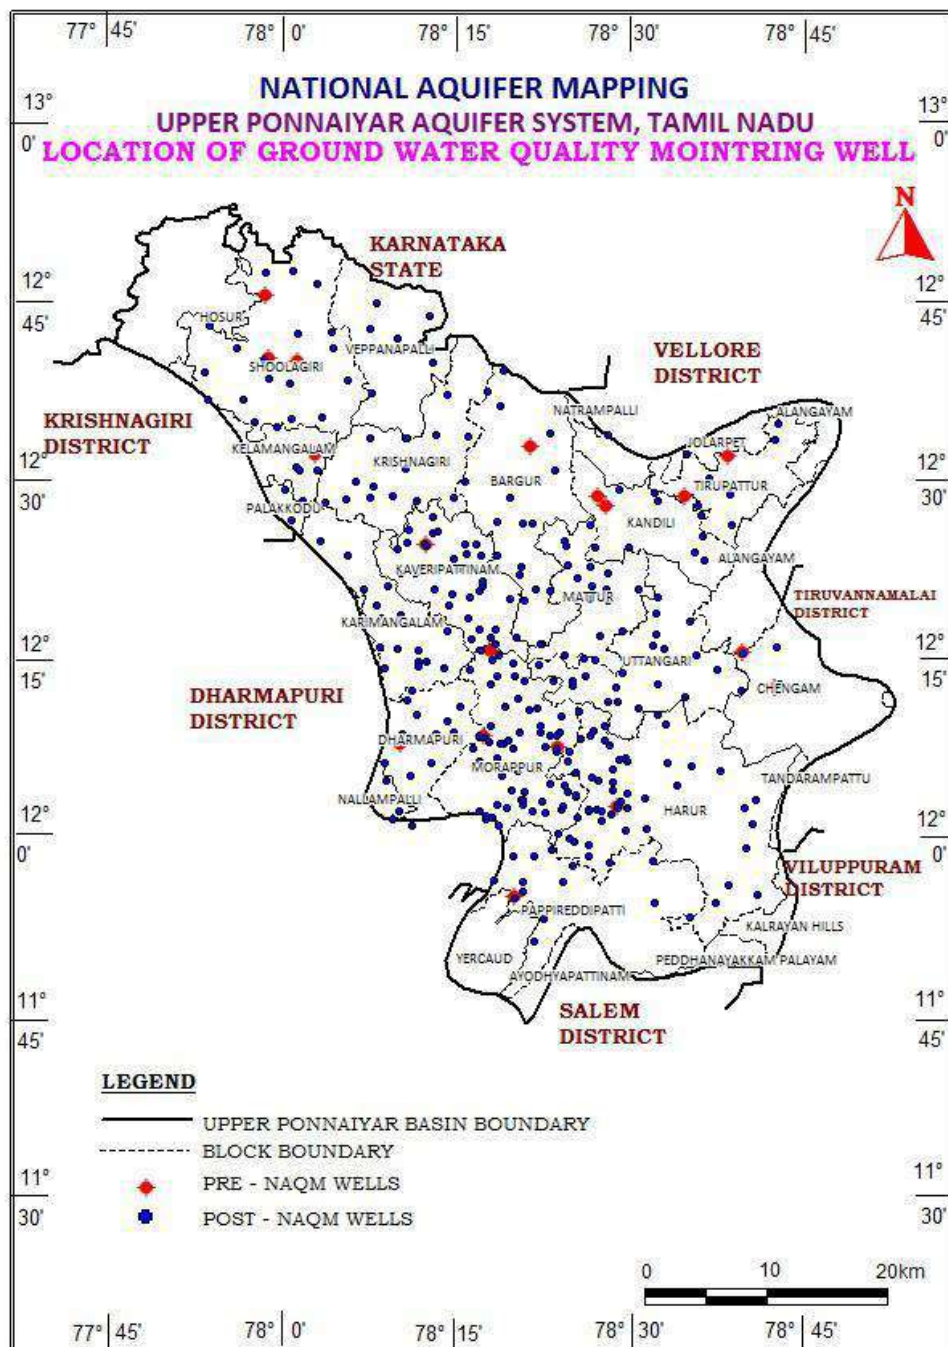 77° 45' 78° 0' 78° 15' 78° 30' 78° 45'
NATIONAL AQUIFER MAPPING
13° 0' 13° 0'
UPPER PONNAIYAR AQUIFER SYSTEM, TAMIL NADU
LOCATION OF GROUND WATER QUALITY MOINTRING WELL
N
KARNATAKA
STATE
12° 45' 12° 45'
HOSUR
VEPPANAPALLI
VELLORE
DISTRICT
SHOOLAGIRI
KRISHNAGIRI
DISTRICT
NATRAMPALLI
ALANGAYAM
JOLARPET
KELAMANGALAM
12° 30' 12° 30'
KRISHNAGIRI
BARGUR
TIRUPATTUR
PALAKKODU
KANDILI
ALANGAYAM
KAVERIPATTINAM
MATTUR
TIRUVANNAMALAI
DISTRICT
KARIMANGALAM
12° 15' 12° 15'
UTTANGARI
CHENGAM
DHARMAPURI
DISTRICT
DHARMAPURI
MORAPPUR
TANDARAMPATTU
NALLAMPALLI
HARUR
12° 0' 12° 0'
VILUPPURAM
DISTRICT
PAPPIREDDIPATTI
KALRAYAN HILLS
YERCAUD
PEDDHANAYAKKAM PALAYAM
AYODHYAPATTINAM
SALEM
DISTRICT
11° 45' 11° 45'
LEGEND
UPPER PONNAIYAR BASIN BOUNDARY
BLOCK BOUNDARY
PRE - NAQM WELLS
POST - NAQM WELLS
11° 30' 11° 30'
0 10 20km
77° 45' 78° 0' 78° 15' 78° 30' 78° 45'